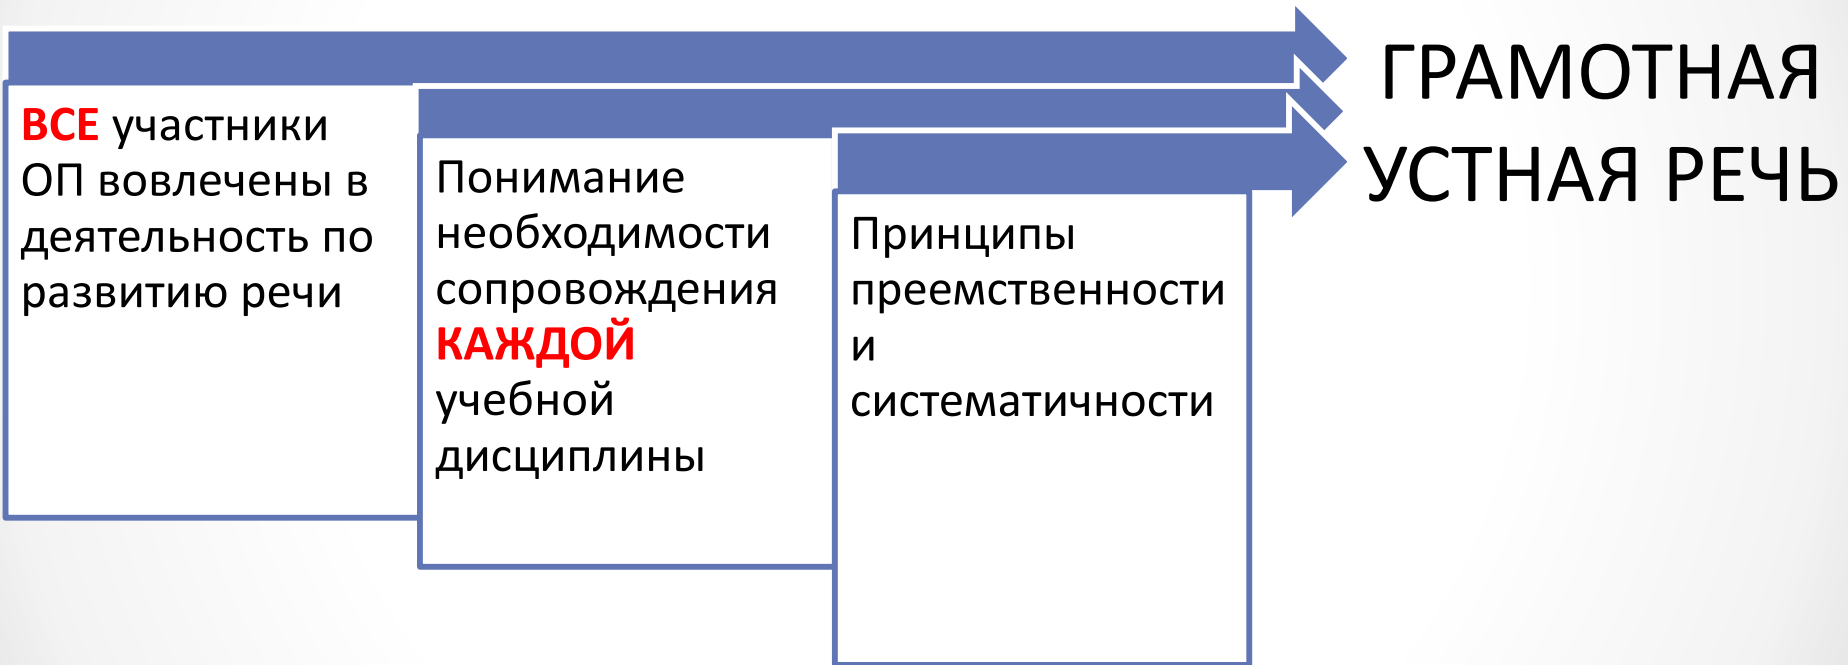 ВСЕ участники
ОП вовлечены в
деятельность по
развитию речи
Понимание
необходимости
сопровождения
КАЖДОЙ
учебной
дисциплины
Принципы
преемственности
и
систематичности
ГРАМОТНАЯ
УСТНАЯ РЕЧЬ